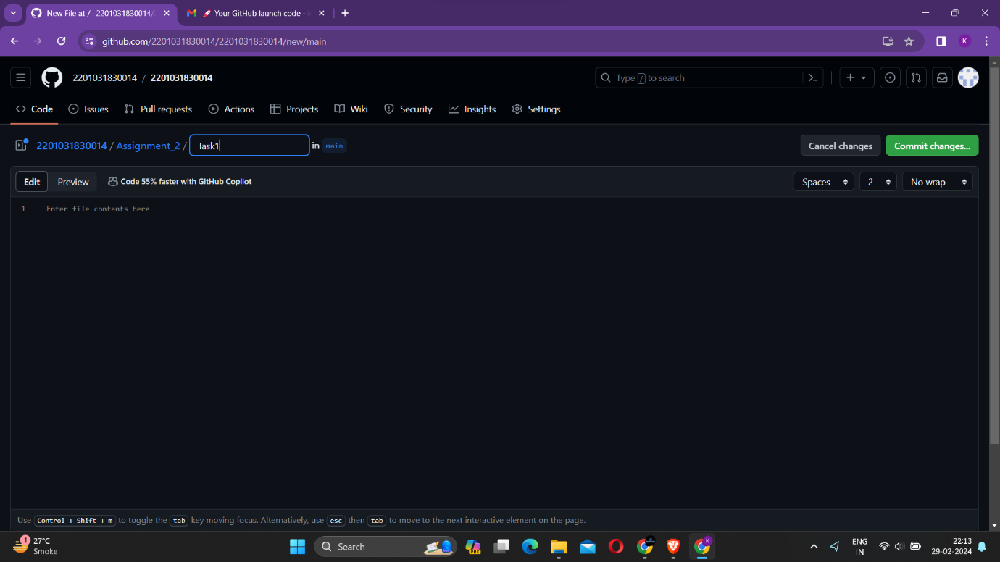 New File at / · 2201031830014/
Your GitHub launch code -
github.com/2201031830014/2201031830014/new/main
K
2201031830014 / 2201031830014
Type / to search
Code Issues Pull requests Actions Projects Wiki Security Insights Settings
2201031830014 / Assignment_2 / Task1 in main
Cancel changes Commit changes...
Edit Preview Code 55% faster with GitHub Copilot
Spaces 2 No wrap
1 Enter file contents here
Use Control + Shift + m to toggle the tab key moving focus. Alternatively, use esc then tab to move to the next interactive element on the page.
1 27°C
Smoke
Search
PRE
K
ENG
IN
22:13
29-02-2024